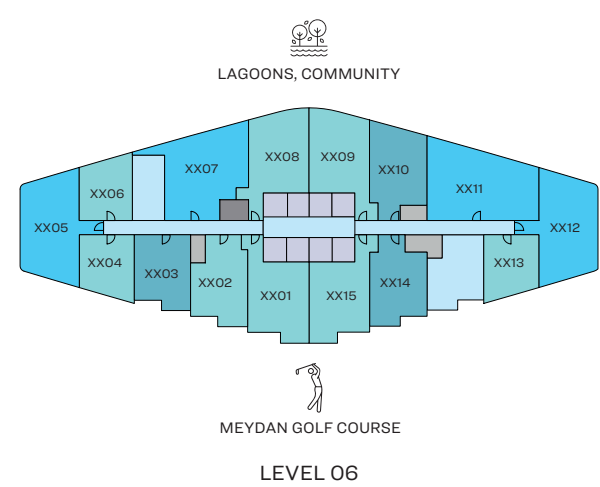 LAGOONS, COMMUNITY
XX08
XX09
XX07
XX10
XX06
XX11
XX05
XX12
XX04
XX03
XX02
XX01
XX15
XX14
XX13
MEYDAN GOLF COURSE
LEVEL 06